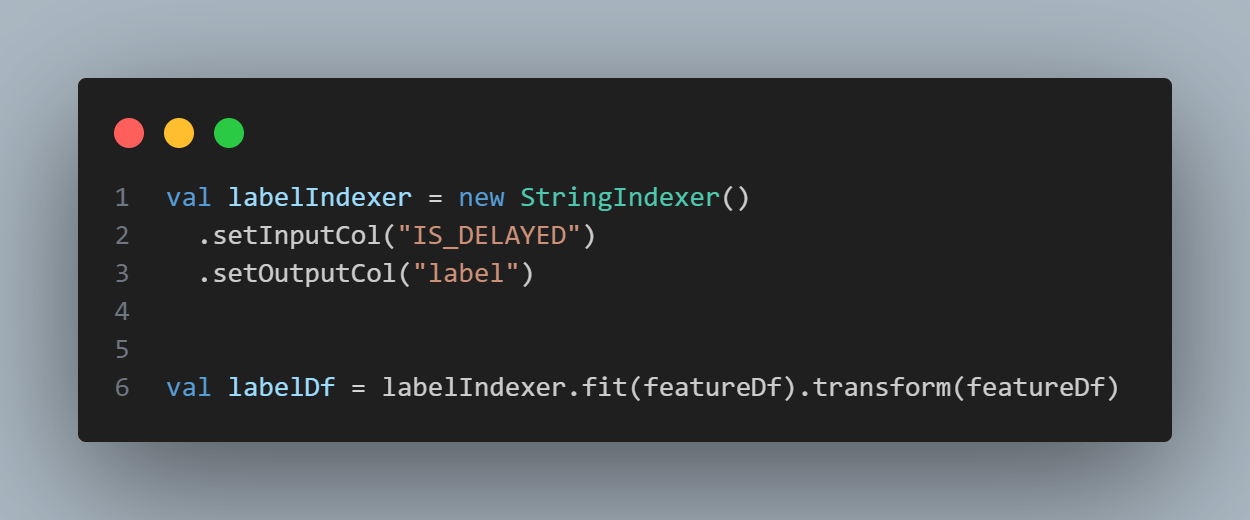 1 val labelIndexer = new StringIndexer()
2   .setInputCol("IS_DELAYED")
3   .setOutputCol("label")
4
5
6 val labelDf = labelIndexer.fit(featureDf).transform(featureDf)